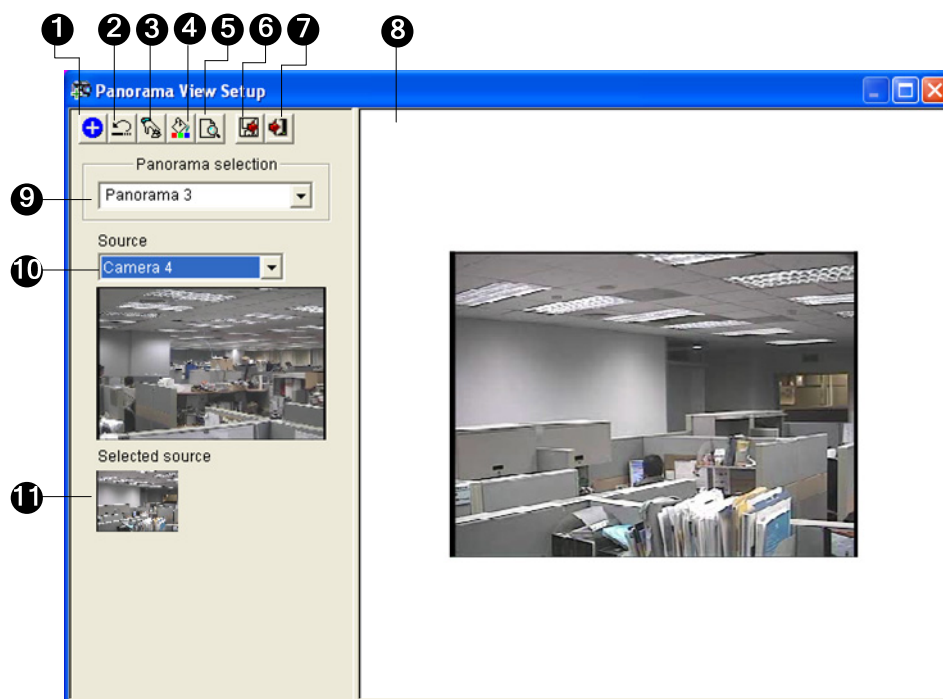 1 2 3 4 5 6 7 8
Panorama View Setup
Panorama selection
9
Panorama 3
Source
10
Camera 4
Selected source
11